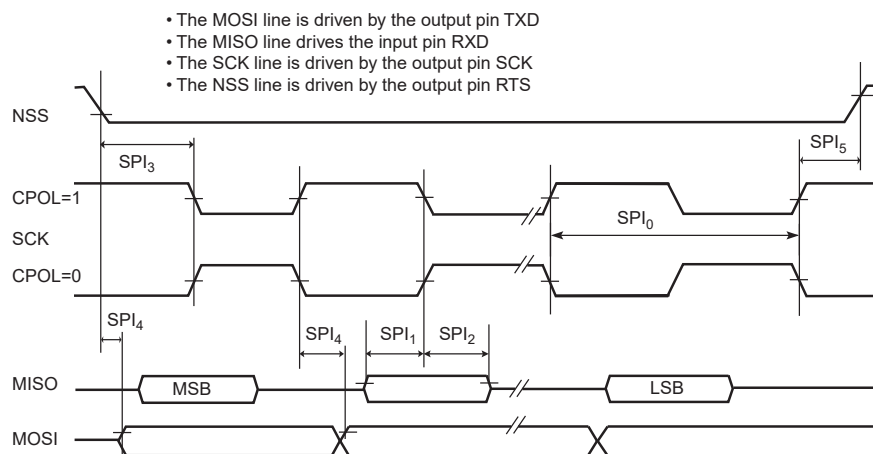 • The MOSI line is driven by the output pin TXD
• The MISO line drives the input pin RXD
• The SCK line is driven by the output pin SCK
• The NSS line is driven by the output pin RTS
NSS
SPI3
SPI5
CPOL=1
SPI0
SCK
CPOL=0
SPI4
SPI4
SPI1
SPI2
MISO
MSB
LSB
MOSI